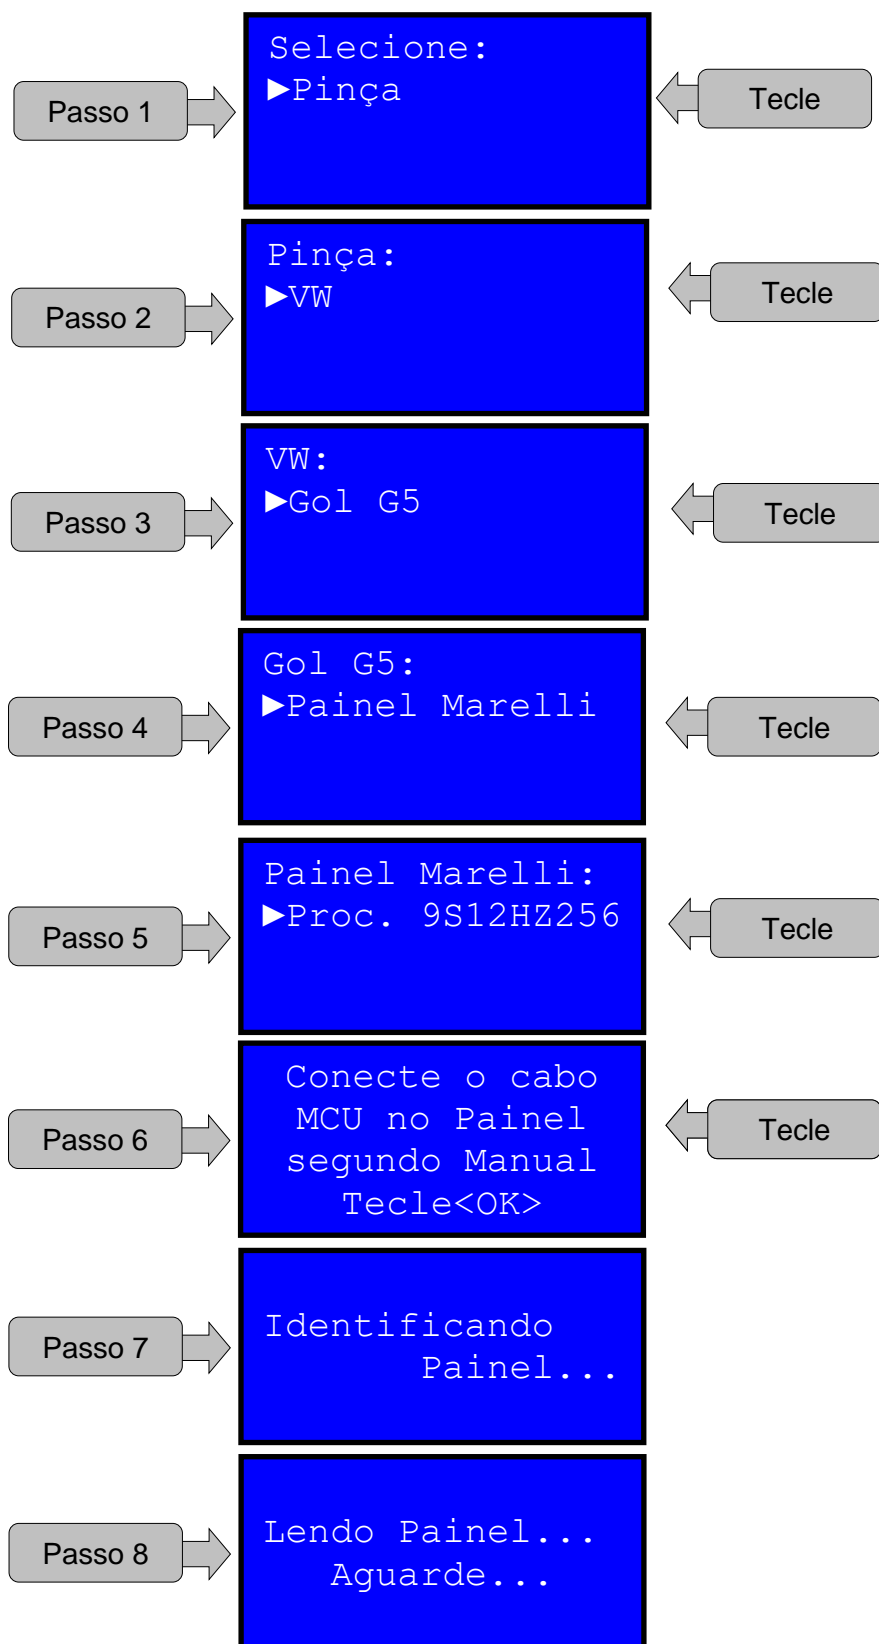 Passo 1
Selecione:
►Pinça
Tecle
Passo 2
Pinça:
►VW
Tecle
Passo 3
VW:
►Gol G5
Tecle
Passo 4
Gol G5:
►Painel Marelli
Tecle
Passo 5
Painel Marelli:
►Proc. 9S12HZ256
Tecle
Passo 6
Conecte o cabo
MCU no Painel
segundo Manual
Tecle<OK>
Tecle
Passo 7
Identificando
Painel...
Passo 8
Lendo Painel...
Aguarde...